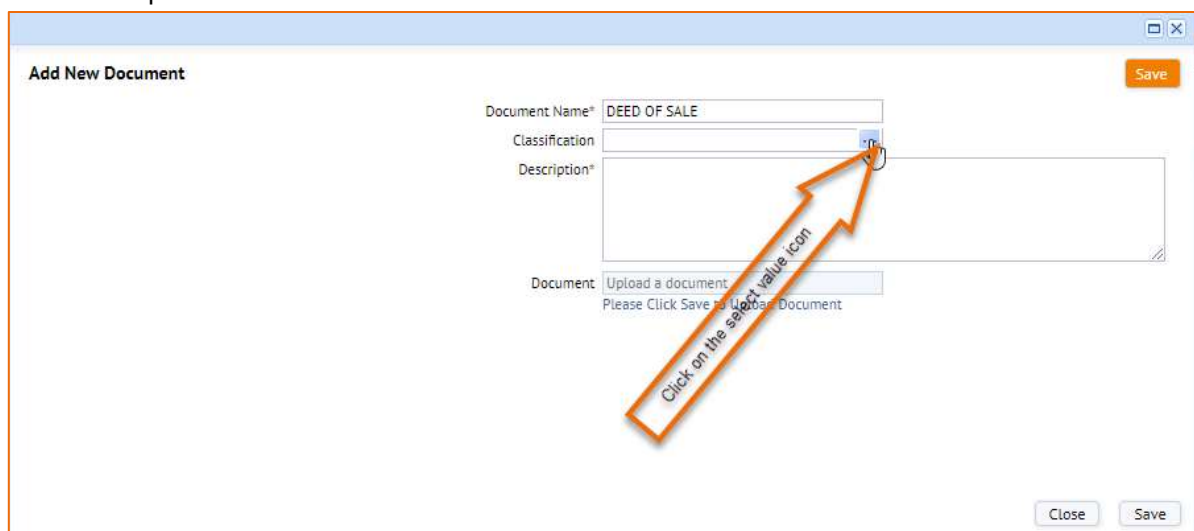 Add New Document
Save
Document Name* DEED OF SALE
Classification
Description*
Document Upload a document
Please Click Save to Upload Document
Click on the select value icon
Close Save